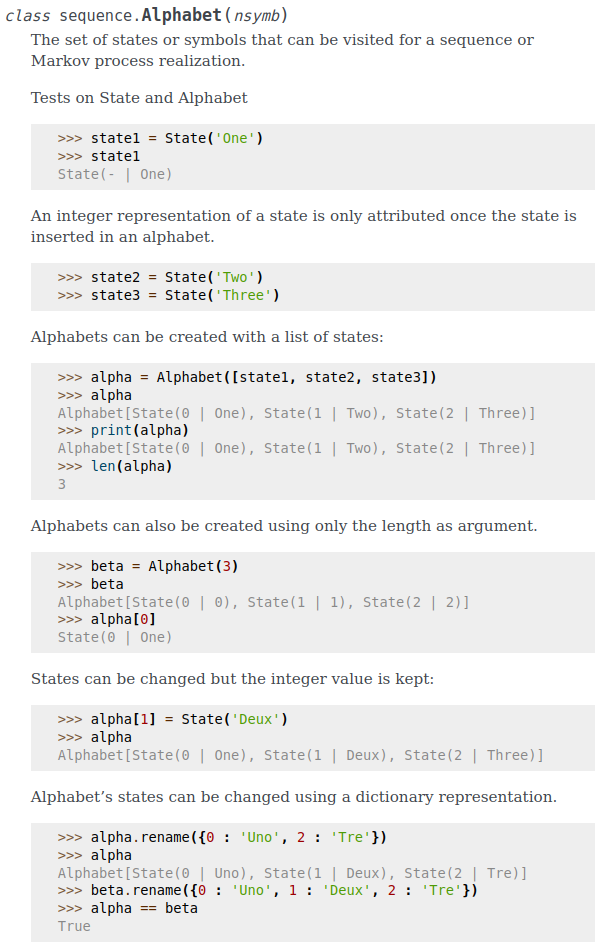 class sequence.Alphabet(nsymb)
The set of states or symbols that can be visited for a sequence or
Markov process realization.
Tests on State and Alphabet
>>> state1 = State('One')
>>> state1
State(- | One)
An integer representation of a state is only attributed once the state is
inserted in an alphabet.
>>> state2 = State('Two')
>>> state3 = State('Three')
Alphabets can be created with a list of states:
>>> alpha = Alphabet([state1, state2, state3])
>>> alpha
Alphabet[State(0 | One), State(1 | Two), State(2 | Three)]
>>> print(alpha)
Alphabet[State(0 | One), State(1 | Two), State(2 | Three)]
>>> len(alpha)
3
Alphabets can also be created using only the length as argument.
>>> beta = Alphabet(3)
>>> beta
Alphabet[State(0 | 0), State(1 | 1), State(2 | 2)]
>>> alpha[0]
State(0 | One)
States can be changed but the integer value is kept:
>>> alpha[1] = State('Deux')
>>> alpha
Alphabet[State(0 | One), State(1 | Deux), State(2 | Three)]
Alphabet’s states can be changed using a dictionary representation.
>>> alpha.rename({0 : 'Uno', 2 : 'Tre'})
>>> alpha
Alphabet[State(0 | Uno), State(1 | Deux), State(2 | Tre)]
>>> beta.rename({0 : 'Uno', 1 : 'Deux', 2 : 'Tre'})
>>> alpha == beta
True